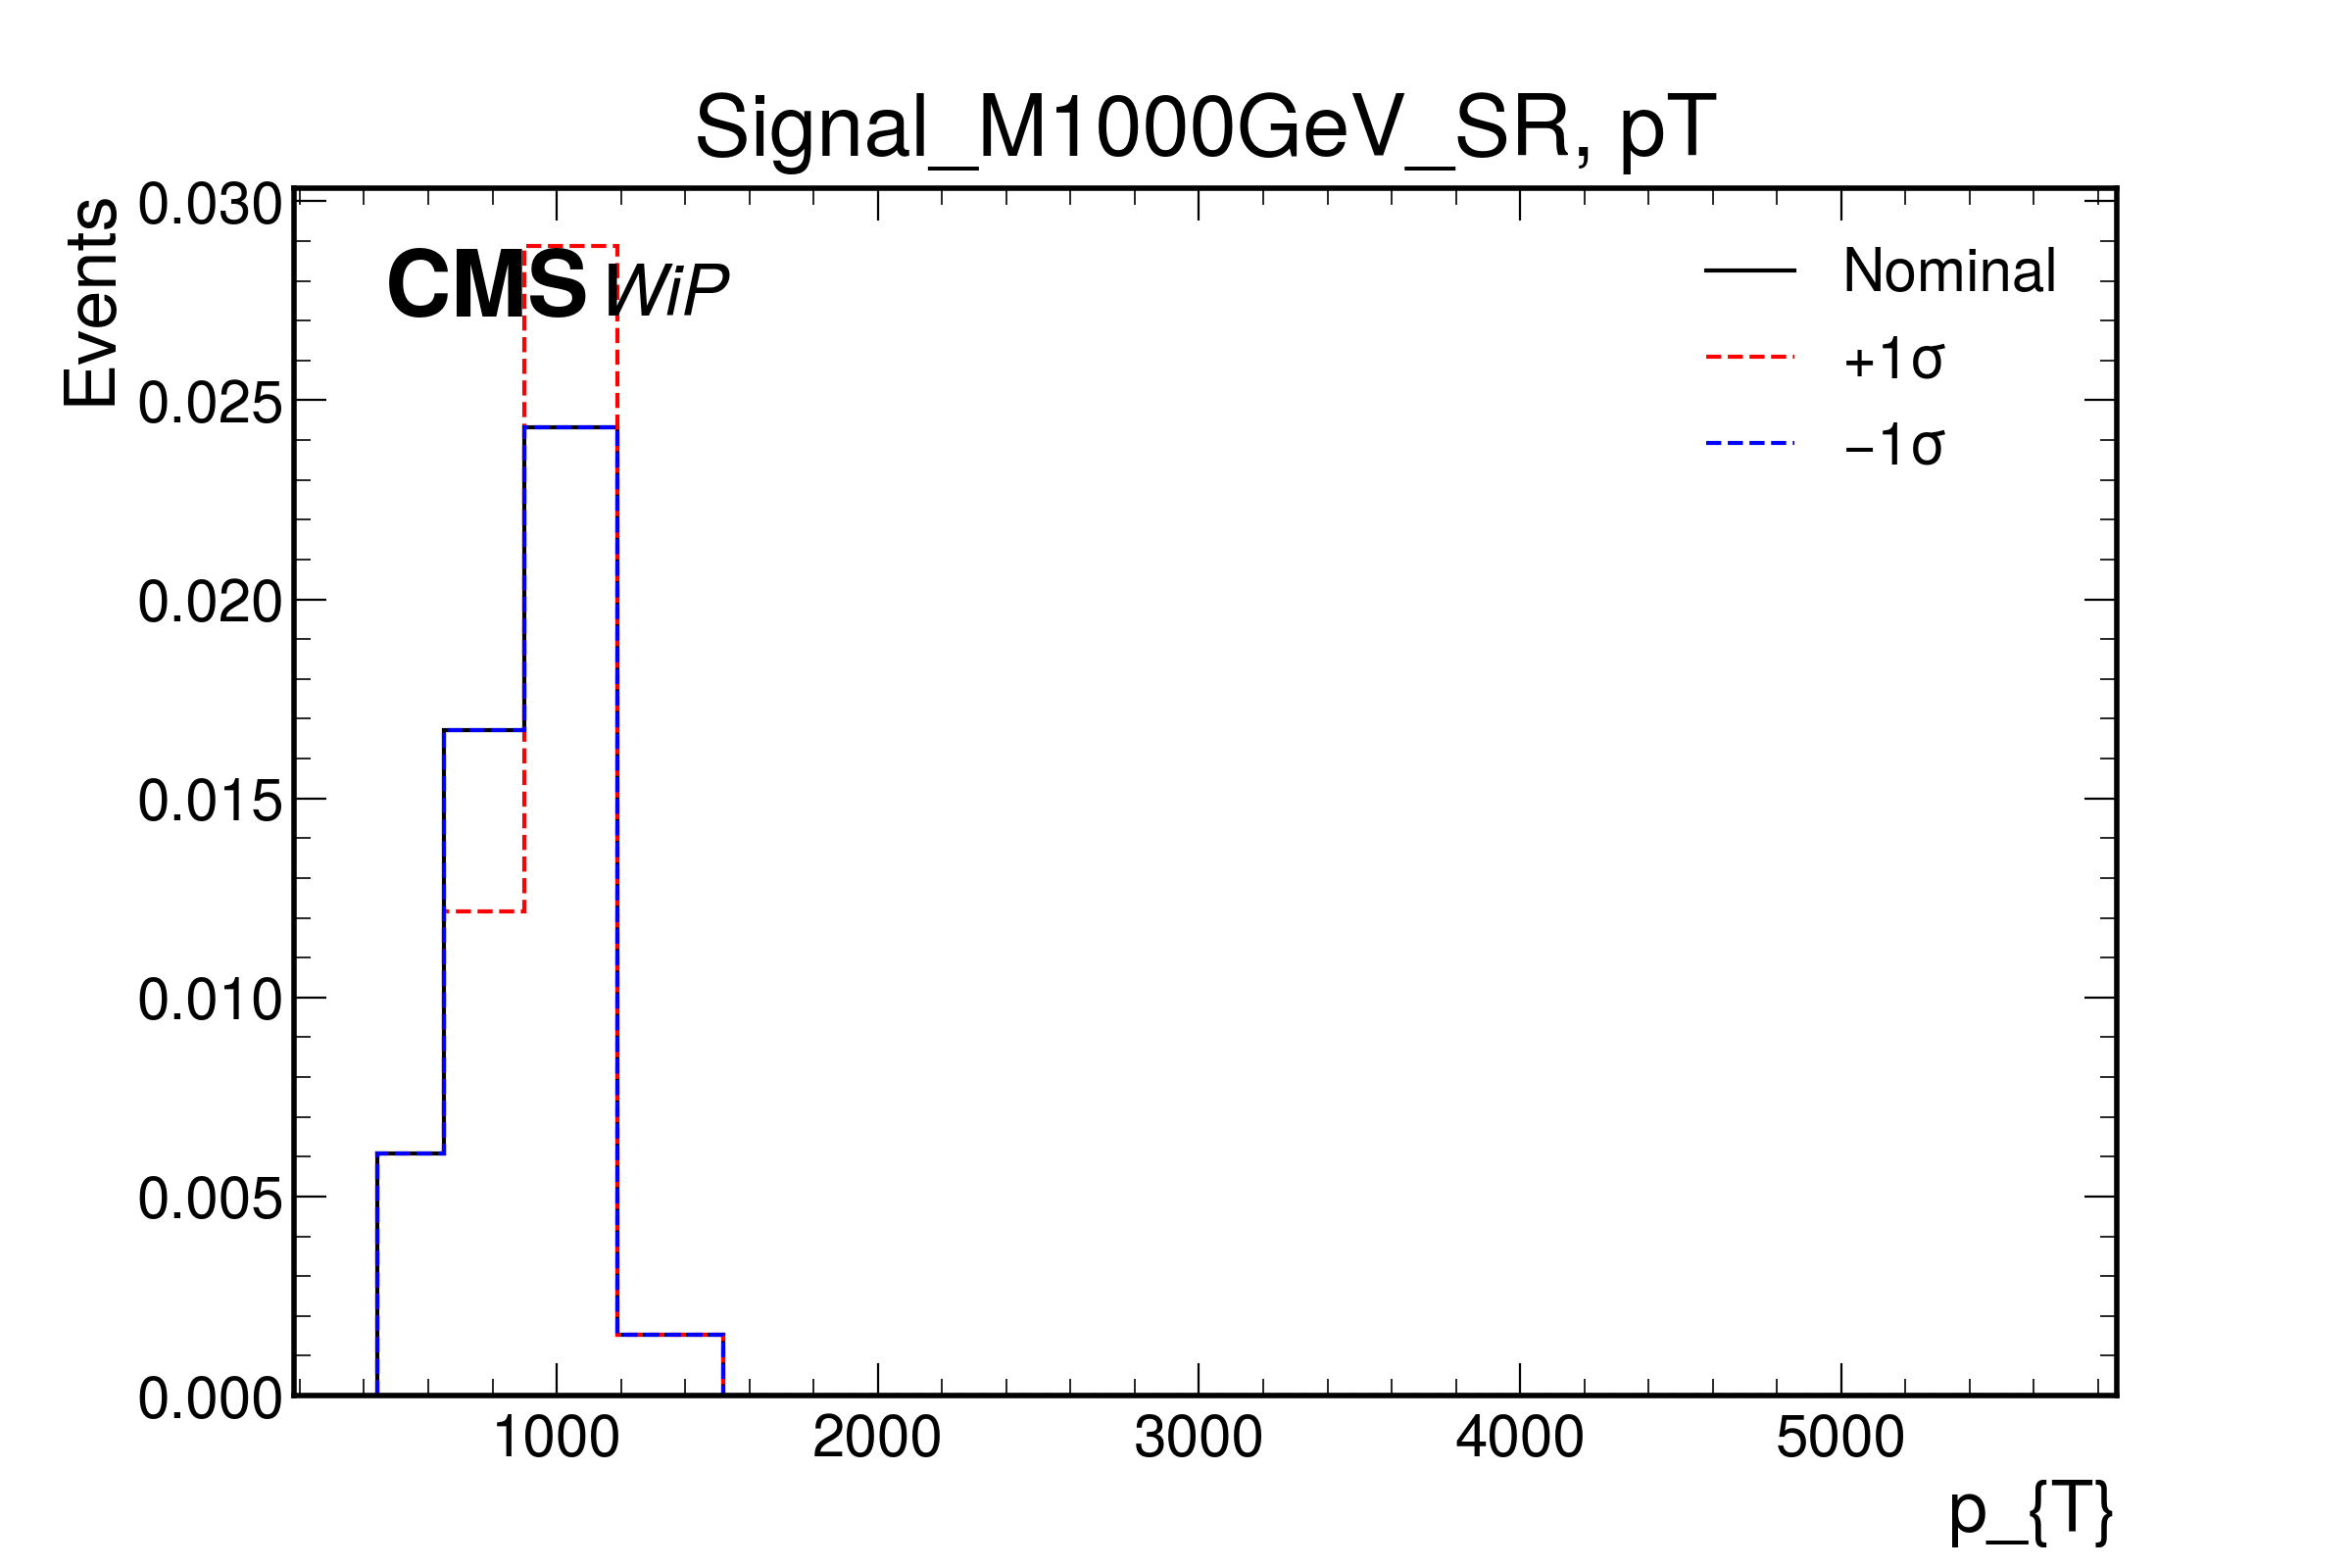 Signal_M1000GeV_SR, pT
Events
CMS WiP
Nominal
+1σ
−1σ
0.030
0.025
0.020
0.015
0.010
0.005
0.000
1000 2000 3000 4000 5000
p_{T}